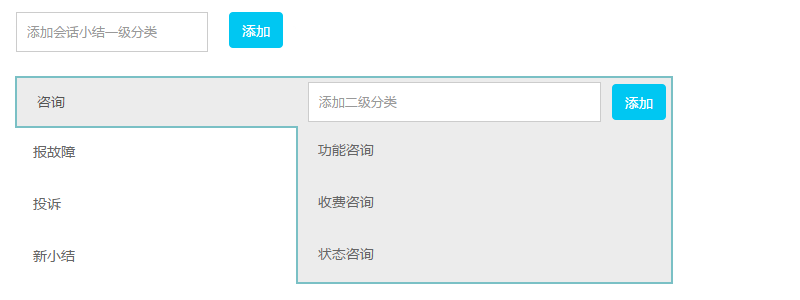 添加会话小结一级分类
添加
咨询
添加二级分类
添加
报故障
功能咨询
投诉
收费咨询
新小结
状态咨询